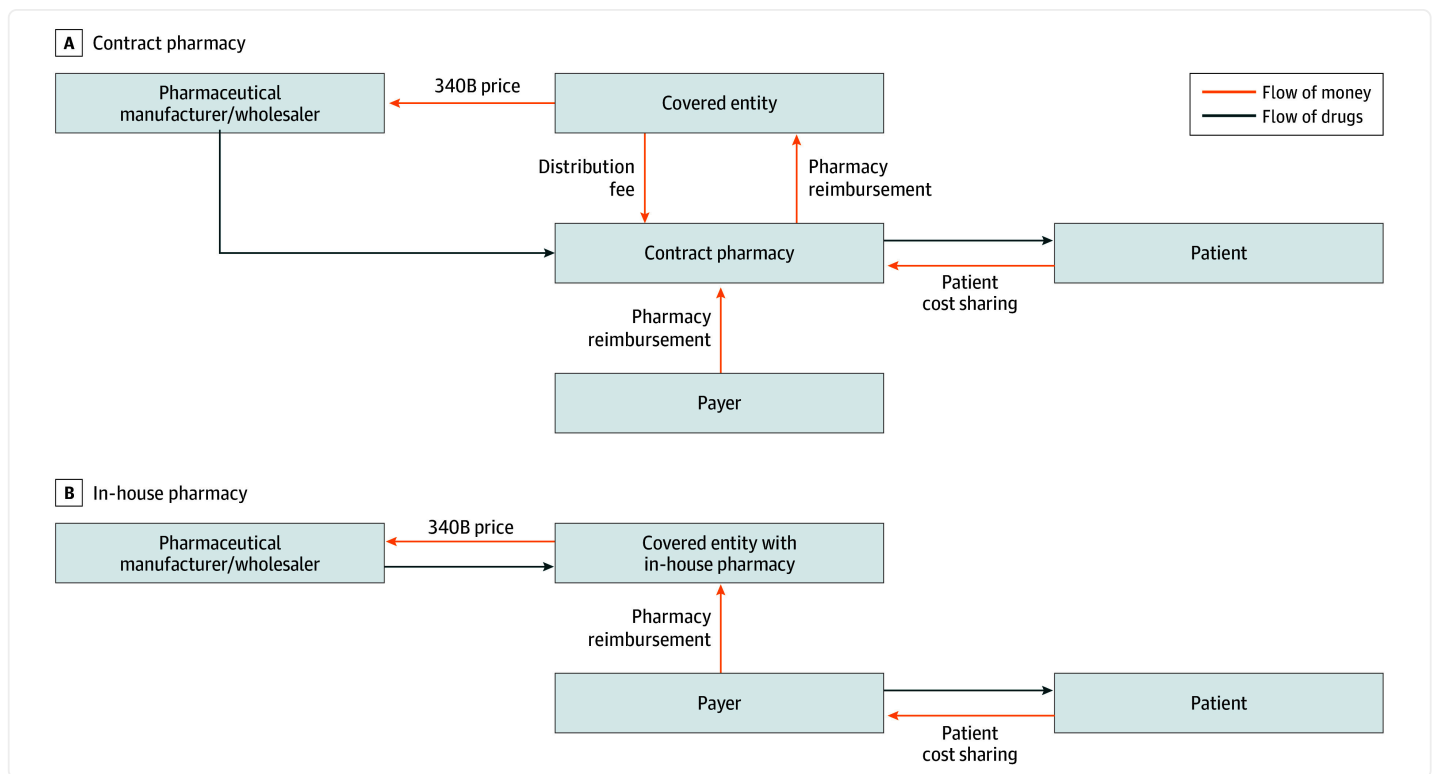 A Contract pharmacy
Pharmaceutical
manufacturer/wholesaler
340B price
Covered entity
Flow of money
Flow of drugs
Distribution
fee
Pharmacy
reimbursement
Contract pharmacy
Patient
Patient
cost sharing
Pharmacy
reimbursement
Payer
B In-house pharmacy
Pharmaceutical
manufacturer/wholesaler
340B price
Covered entity with
in-house pharmacy
Pharmacy
reimbursement
Payer
Patient
Patient
cost sharing